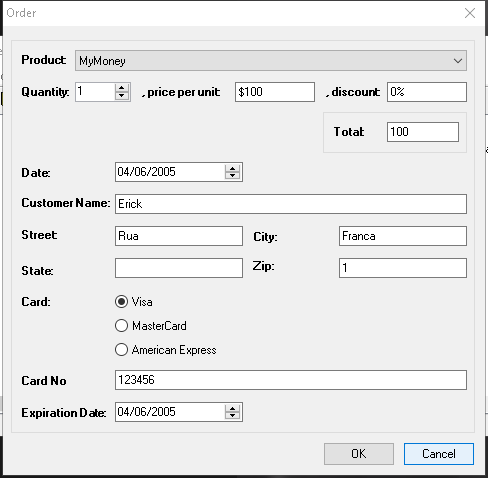 Order
Product: MyMoney
Quantity: 1 , price per unit: $100 , discount: 0%
Total: 100
Date: 04/06/2005
Customer Name: Erick
Street: Rua City: Franca
State: Zip: 1
Card: Visa
MasterCard
American Express
Card No 123456
Expiration Date: 04/06/2005
OK Cancel